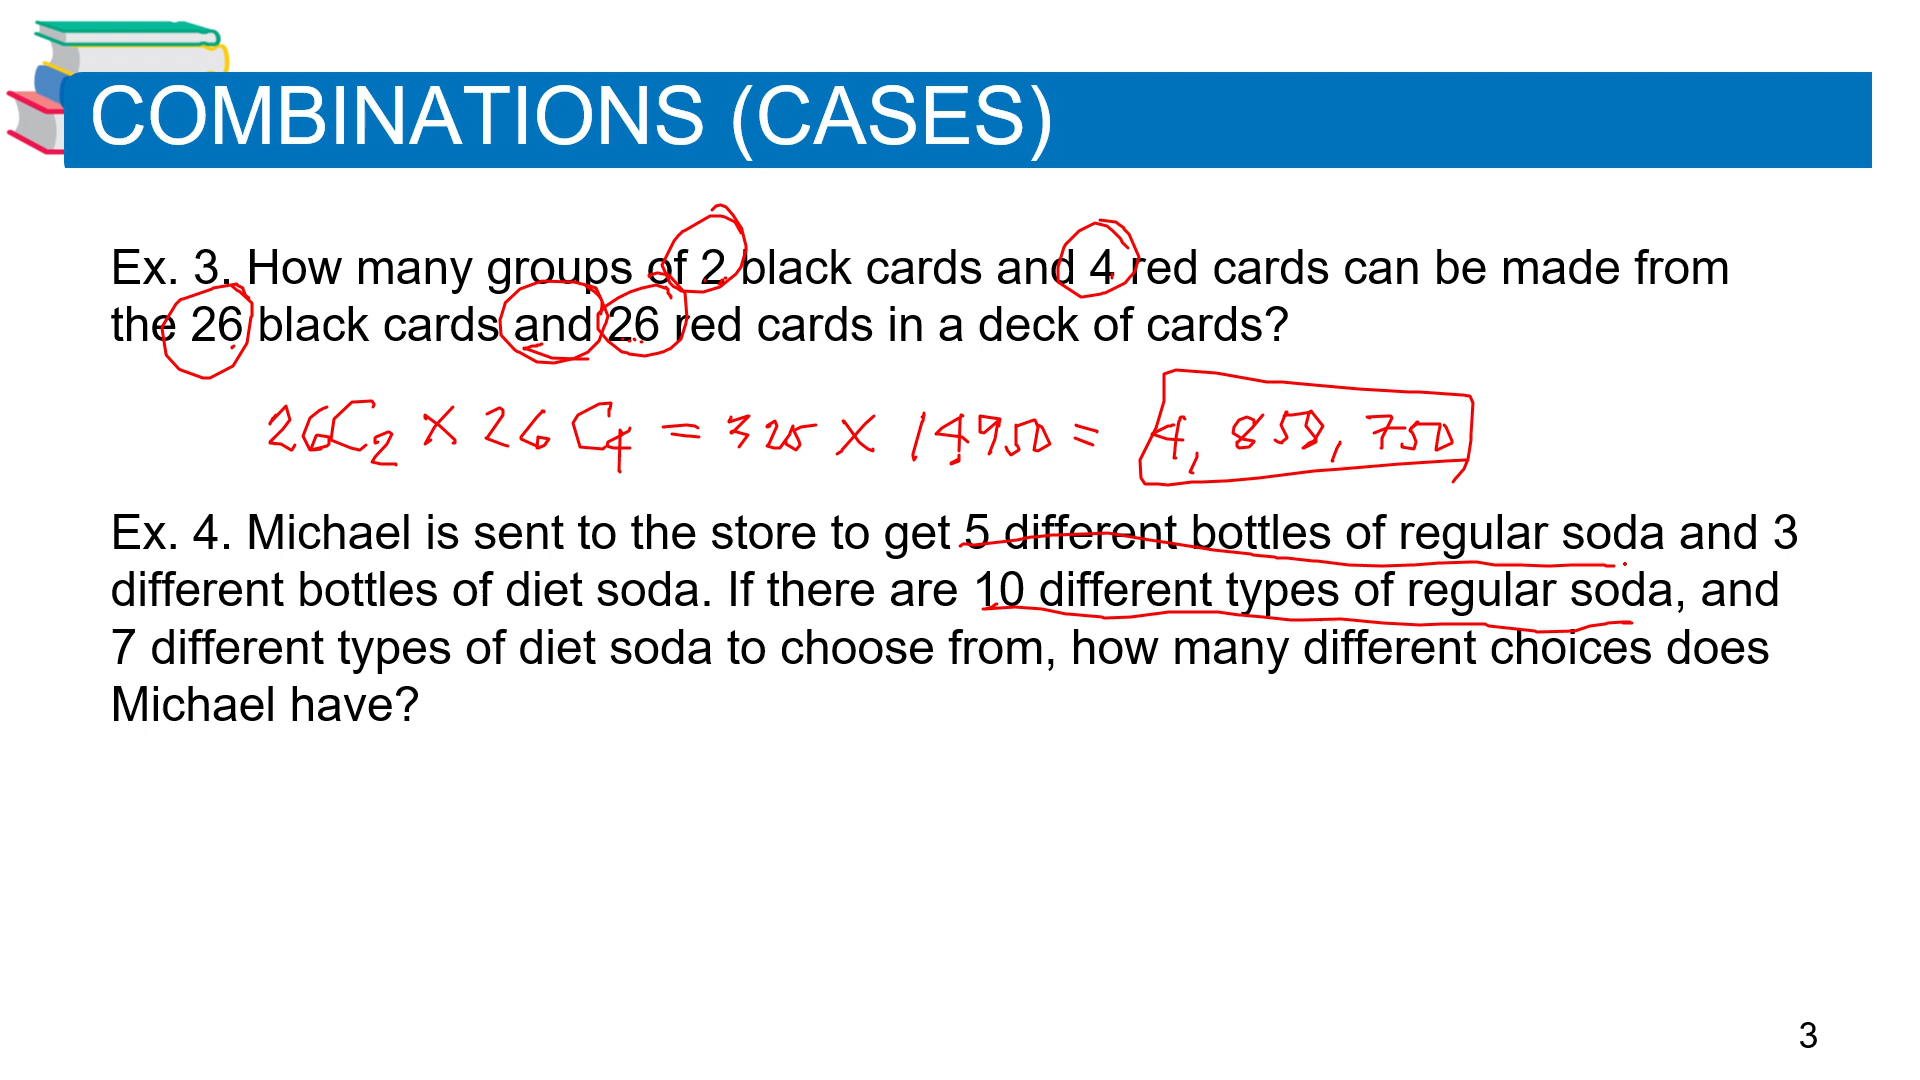 COMBINATIONS (CASES)
Ex. 3. How many groups of 2 black cards and 4 red cards can be made from
the 26 black cards and 26 red cards in a deck of cards?
26C2 × 26C4 = 325 × 14950 = 4, 858, 750
Ex. 4. Michael is sent to the store to get 5 different bottles of regular soda and 3
different bottles of diet soda. If there are 10 different types of regular soda, and
7 different types of diet soda to choose from, how many different choices does
Michael have?
3